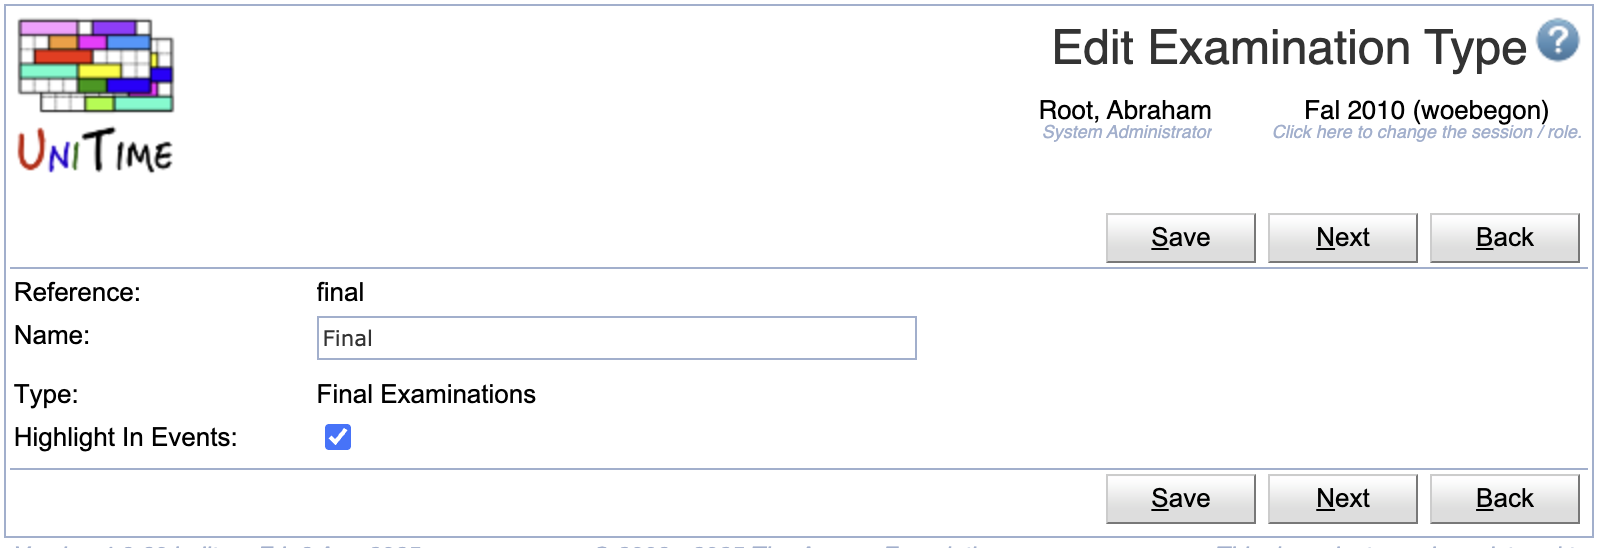 UNITIME
Edit Examination Type
Root, Abraham
System Administrator
Fal 2010 (woebegon)
Click here to change the session / role.
Save Next Back
Reference: final
Name: Final
Type: Final Examinations
Highlight In Events:
Save Next Back